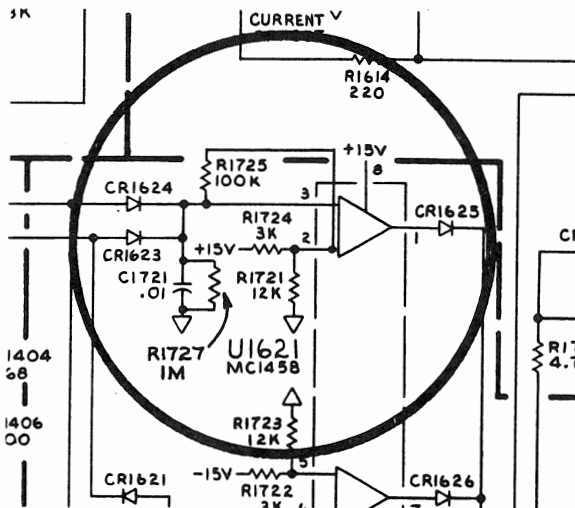 CURRENT V
R1614
220
+15V
8
R1725
100K
CR1624
3
R1724
3K
CR1625
+15V
2
1
CR1623
C1721
.01
R1721
12K
R1727
1M
U1621
MC1458
1404
68
1406
00
R1723
12K
5
-15V
R1722
3K
CR1621
CR1626